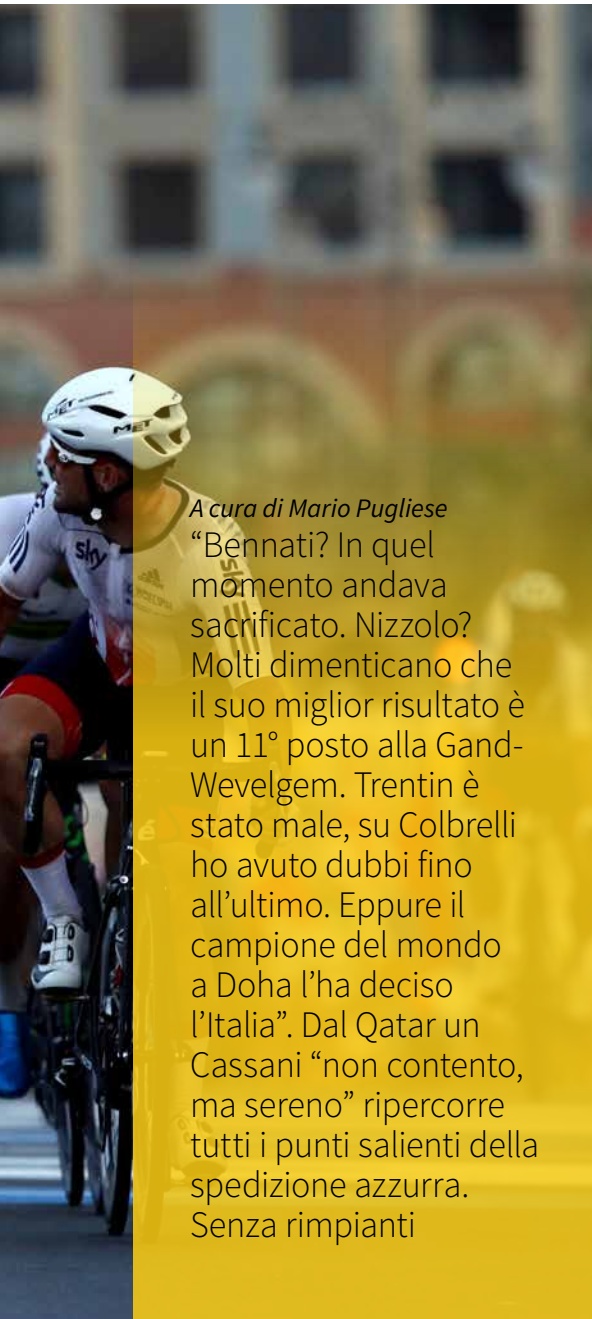 MET
MET
sky
A cura di Mario Pugliese
“Bennati? In quel
momento andava
sacrificato. Nizzolo?
Molti dimenticano che
il suo miglior risultato è
un 11° posto alla Gand-
Wevelgem. Trentin è
stato male, su Colbrelli
ho avuto dubbi fino
all’ultimo. Eppure il
campione del mondo
a Doha l’ha deciso
l’Italia”. Dal Qatar un
Cassani “non contento,
ma sereno” ripercorre
tutti i punti salienti della
spedizione azzurra.
Senza rimpianti